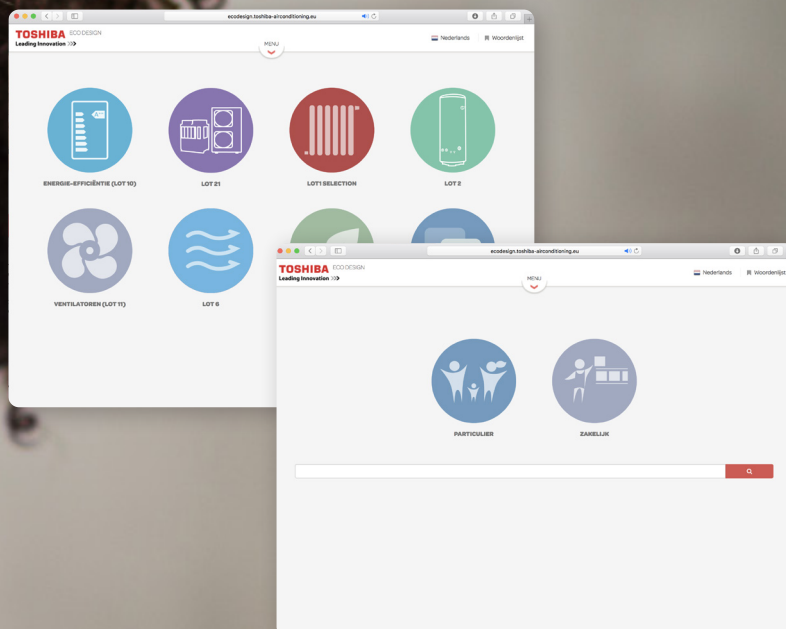 ecodesign.toshiba-airconditioning.eu
TOSHIBA ECO DESIGN
Leading Innovation >>>
MENU
Nederlands
Woordenlijst
ENERGIE-EFFICIËNTIE (LOT 10)
LOT 21
LOT1 SELECTION
LOT 2
VENTILATOREN (LOT 11)
LOT 6
ecodesign.toshiba-airconditioning.eu
TOSHIBA ECO DESIGN
Leading Innovation >>>
MENU
Nederlands
Woordenlijst
PARTICULIER
ZAKELIJK